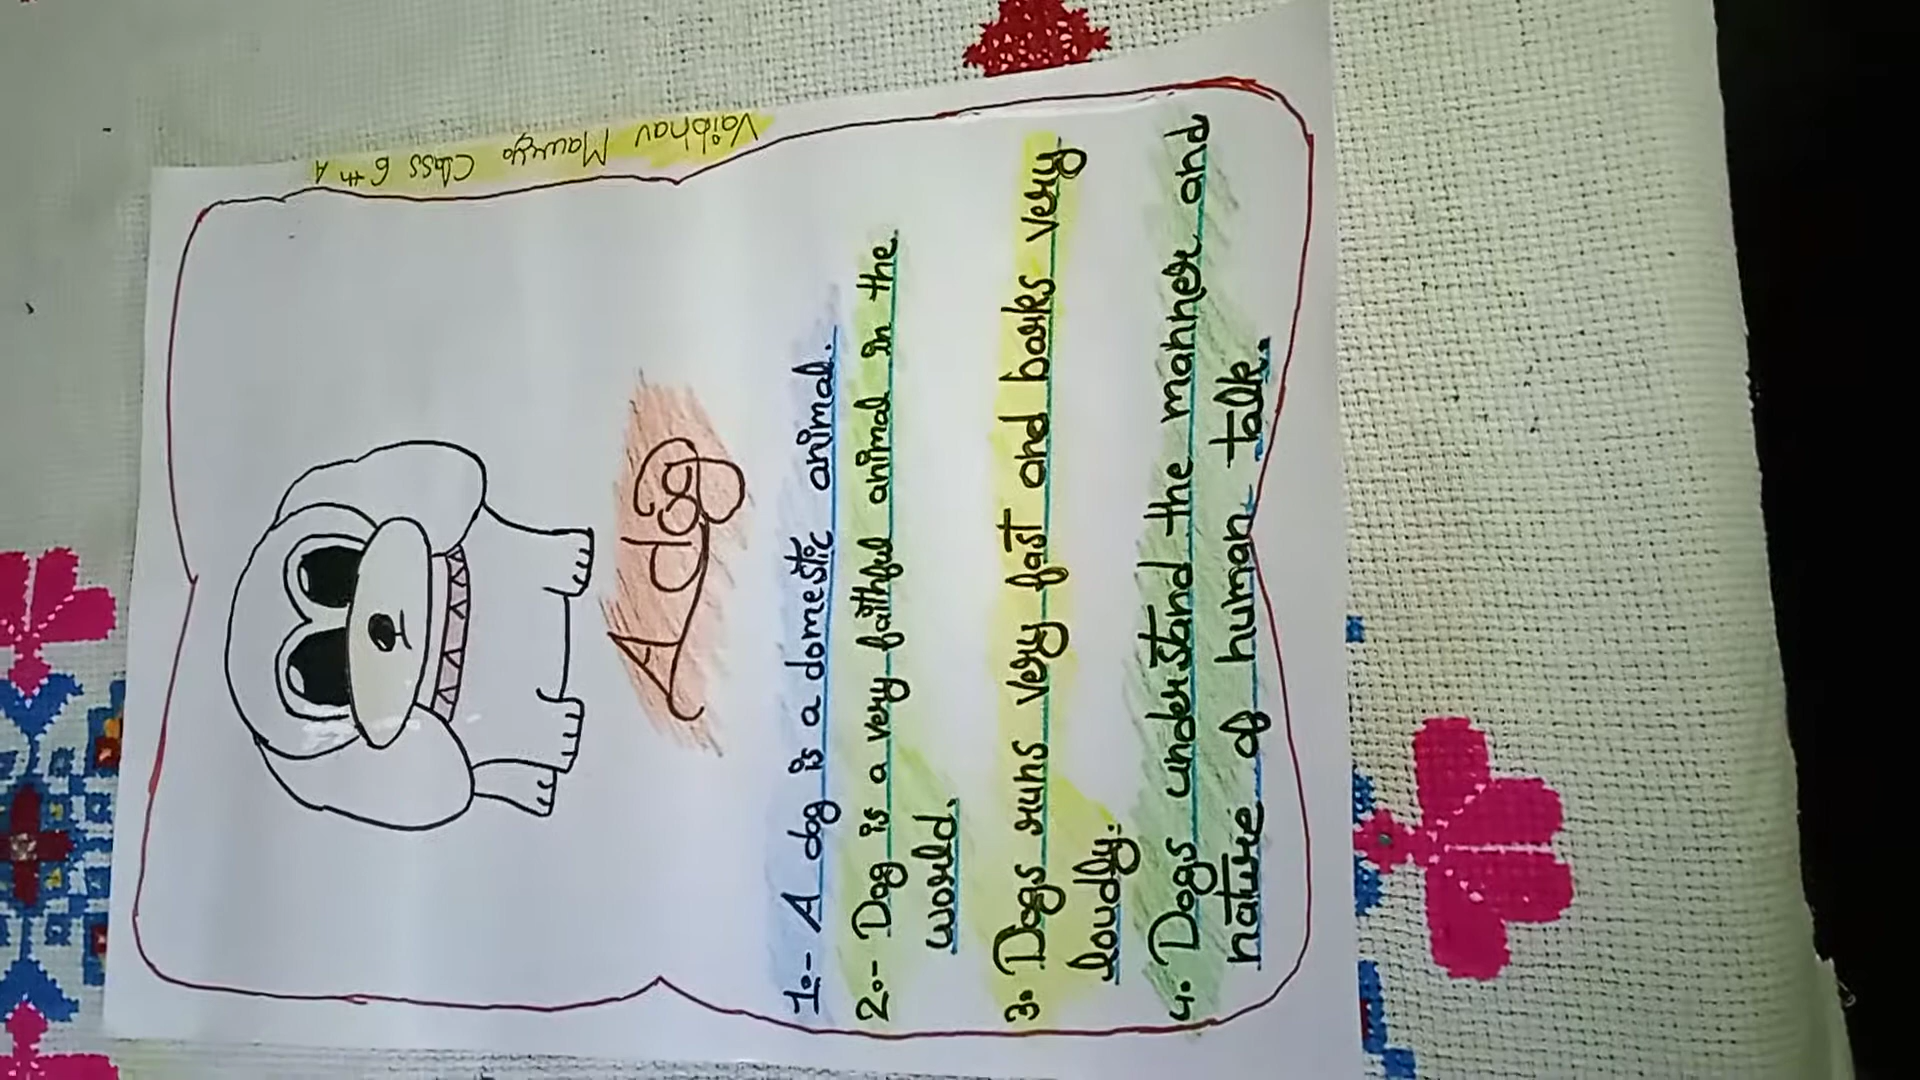 Vaibhav Maurya Class 6th A
A dog
1.- A dog is a domestic animal.
2.- Dog is a very faithful animal in the
world.
3. Dogs runs very fast and barks very
loudly.
4. Dogs understand the manner and
nature of human talk.